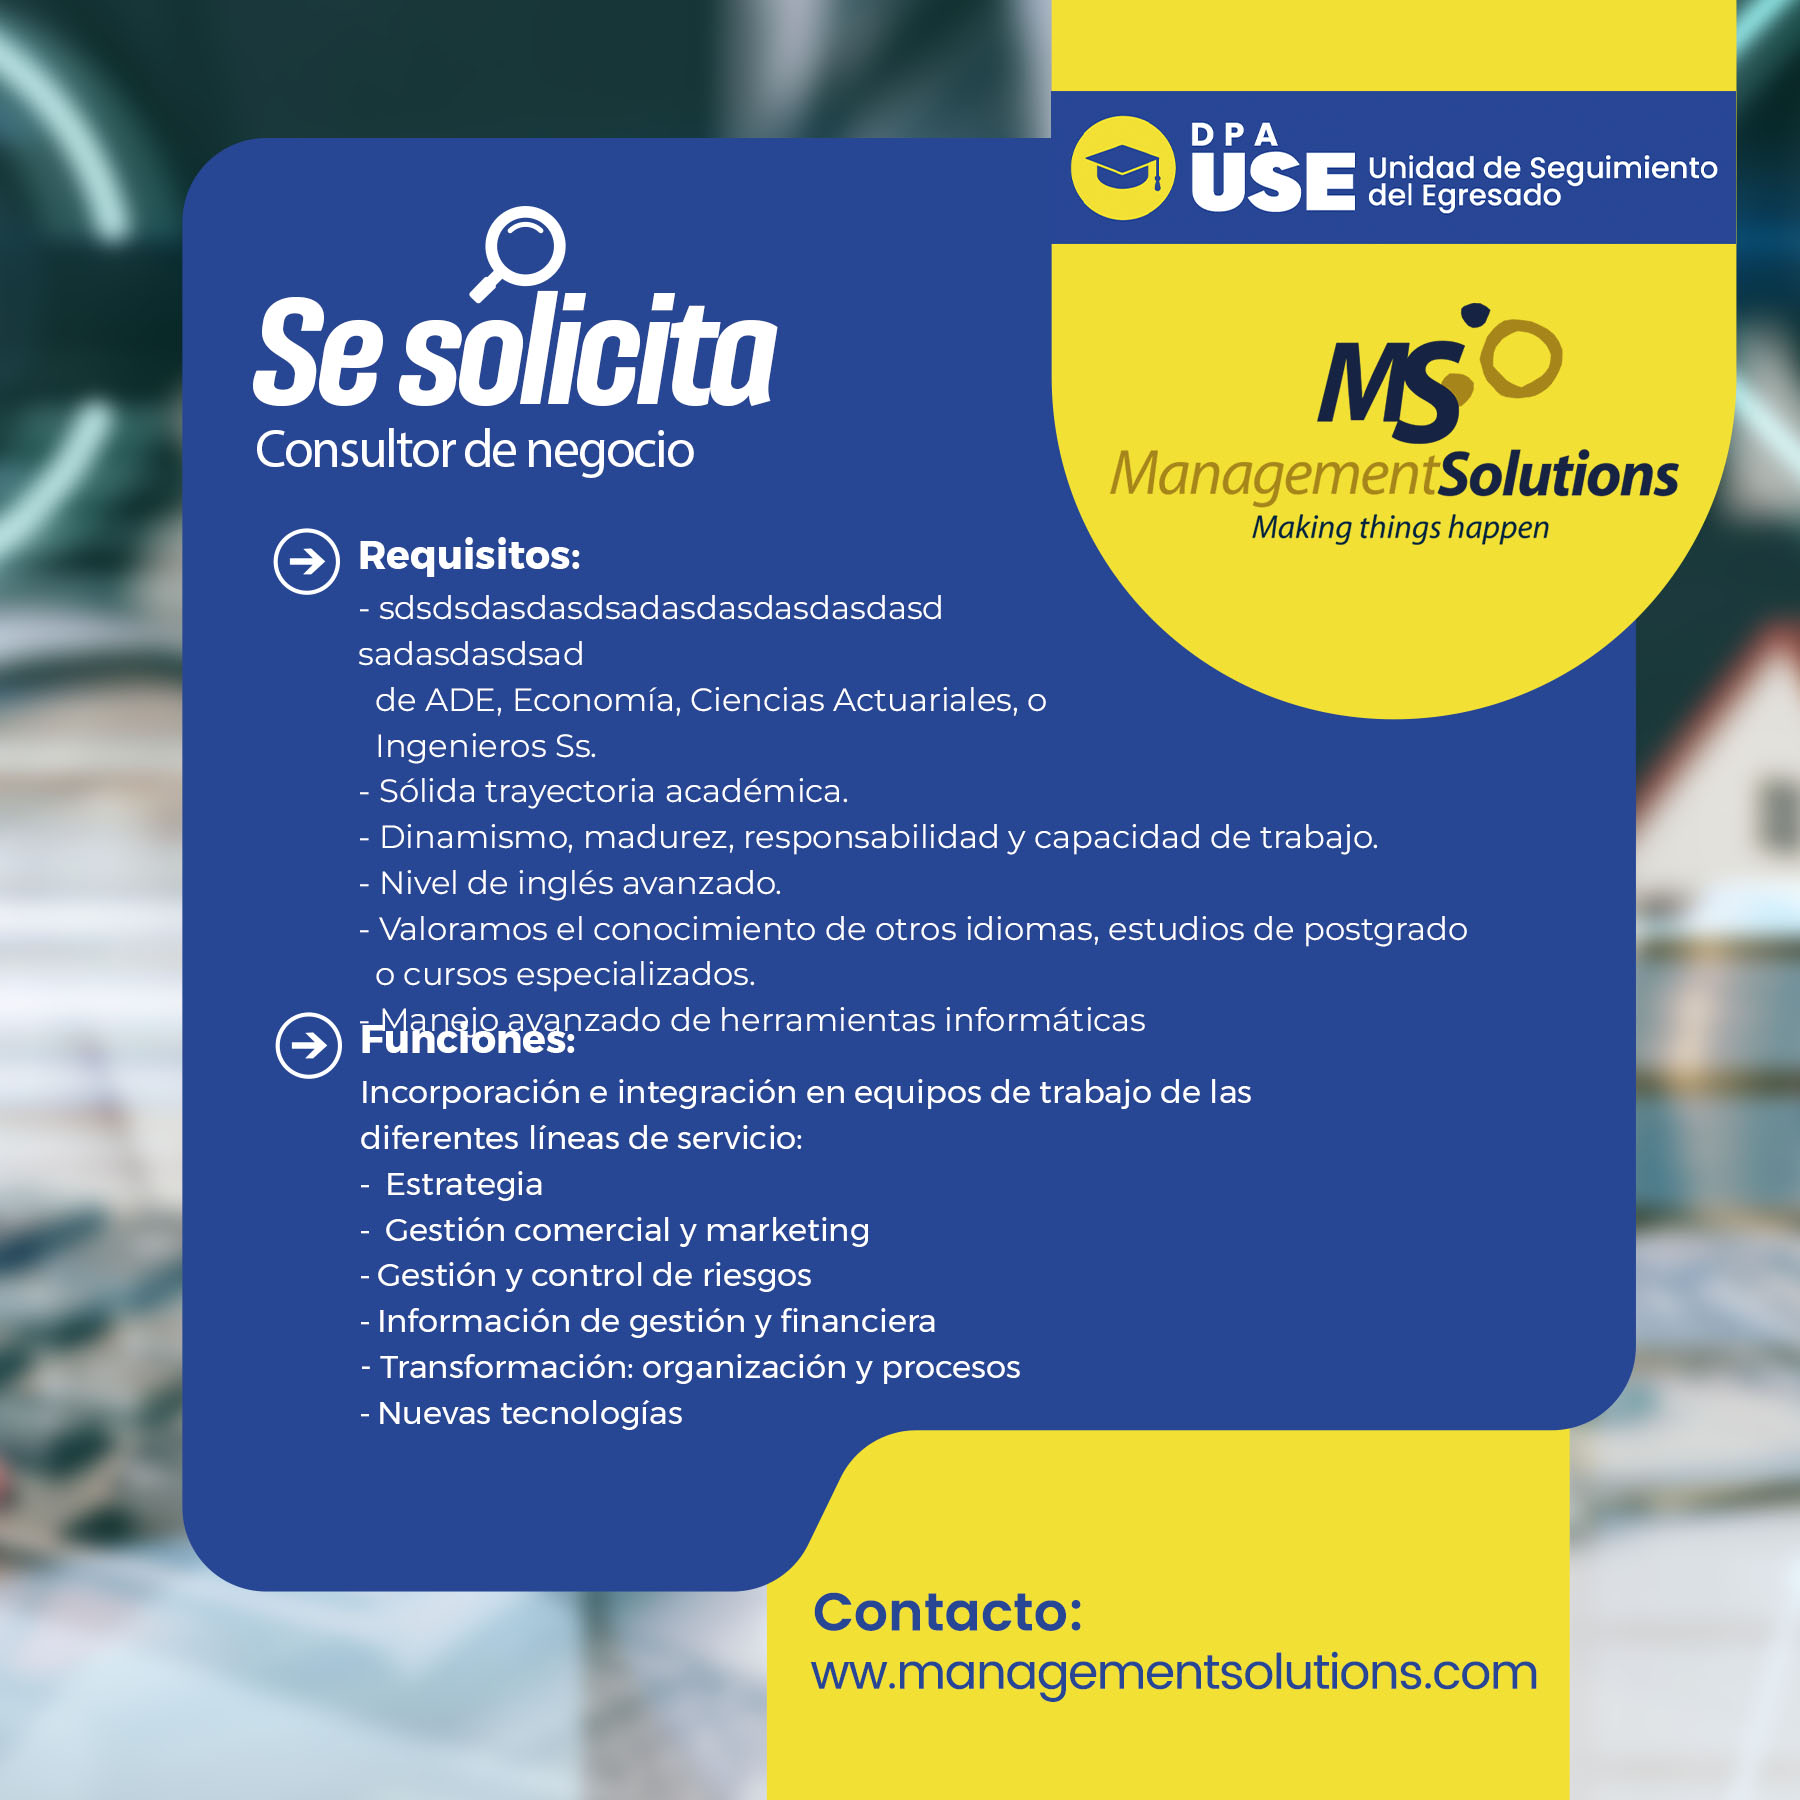 DPA
USE Unidad de Seguimiento
del Egresado
MS
ManagementSolutions
Making things happen
Se solicita
Consultor de negocio
Requisitos:
- sdsdsdasdasdsadasdasdasdasdasd
sadasdasdsad
de ADE, Economía, Ciencias Actuariales, o
Ingenieros Ss.
- Sólida trayectoria académica.
- Dinamismo, madurez, responsabilidad y capacidad de trabajo.
- Nivel de inglés avanzado.
- Valoramos el conocimiento de otros idiomas, estudios de postgrado
o cursos especializados.
- Manejo avanzado de herramientas informáticas
Funciones:
Incorporación e integración en equipos de trabajo de las
diferentes líneas de servicio:
- Estrategia
- Gestión comercial y marketing
- Gestión y control de riesgos
- Información de gestión y financiera
- Transformación: organización y procesos
- Nuevas tecnologías
Contacto:
ww.managementsolutions.com